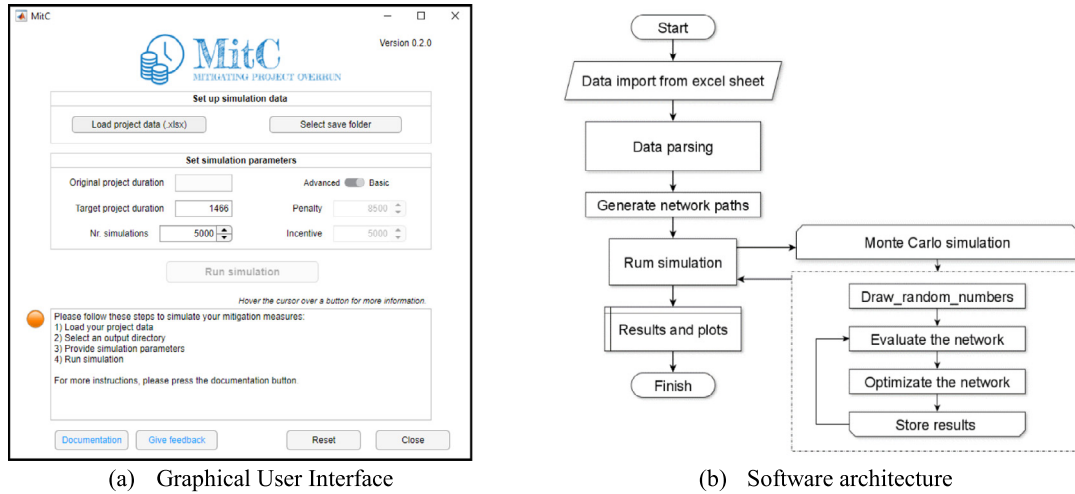 MitC
MitC
MITIGATING PROJECT OVERRUN
Version 0.2.0
Set up simulation data
Load project data (.xlsx)
Select save folder
Set simulation parameters
Original project duration
Advanced
Basic
Target project duration
1466
Penalty
8500
Nr. simulations
5000
Incentive
5000
Run simulation
Hover the cursor over a button for more information.
Please follow these steps to simulate your mitigation measures:
1) Load your project data
2) Select an output directory
3) Provide simulation parameters
4) Run simulation
For more instructions, please press the documentation button.
Documentation
Give feedback
Reset
Close
(a) Graphical User Interface
Start
Data import from excel sheet
Data parsing
Generate network paths
Rum simulation
Results and plots
Finish
Monte Carlo simulation
Draw_random_numbers
Evaluate the network
Optimizate the network
Store results
(b) Software architecture